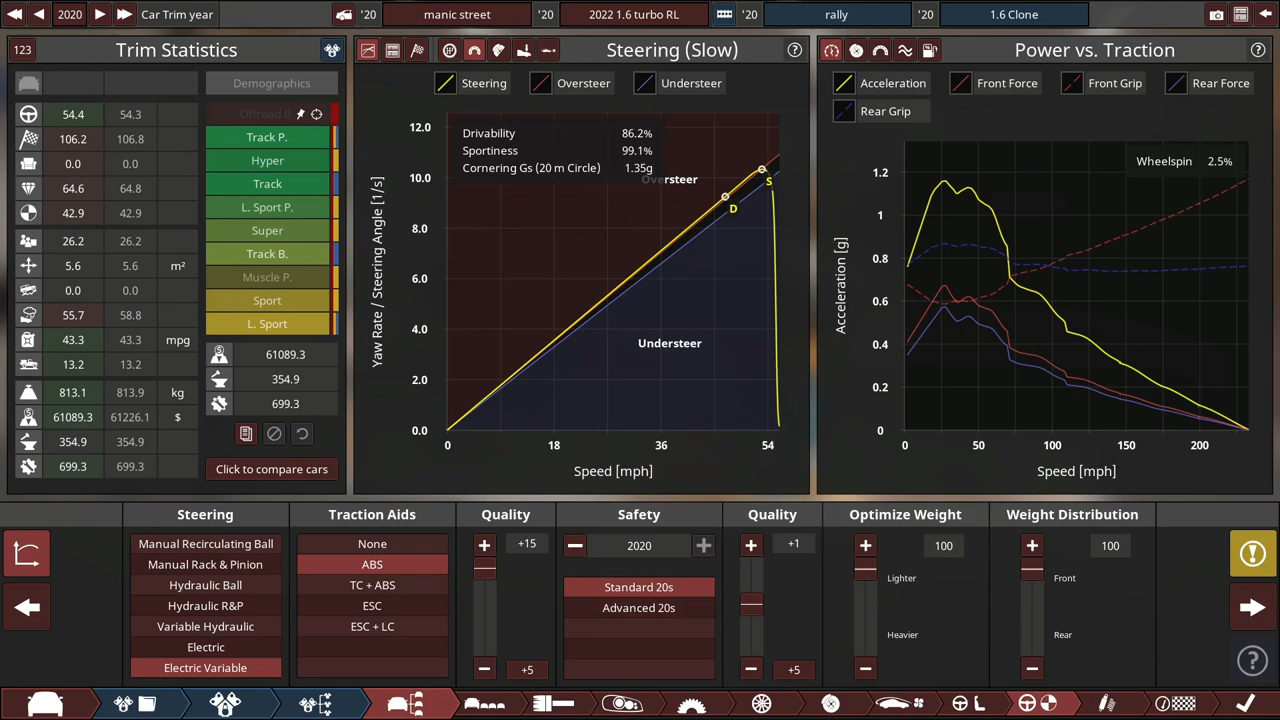 2020
Car Trim year
'20
manic street
'20
2022 1.6 turbo RL
'20
rally
'20
1.6 Clone
123
Trim Statistics
Demographics
54.4 54.3
106.2 106.8
0.0 0.0
64.6 64.8
42.9 42.9
26.2 26.2
5.6 5.6 m²
0.0 0.0
55.7 58.8
43.3 43.3 mpg
13.2 13.2
813.1 813.9 kg
61089.3 61226.1 $
354.9 354.9
699.3 699.3
Offroad B.
Track P.
Hyper
Track
L. Sport P.
Super
Track B.
Muscle P.
Sport
L. Sport
61089.3
354.9
699.3
Click to compare cars
Steering (Slow)
?
Steering
Oversteer
Understeer
Drivability 86.2%
Sportiness 99.1%
Cornering Gs (20 m Circle) 1.35g
Oversteer
Understeer
D
S
Yaw Rate / Steering Angle [1/s]
12.0
10.0
8.0
6.0
4.0
2.0
0.0
0 18 36 54
Speed [mph]
Power vs. Traction
?
Acceleration
Front Force
Front Grip
Rear Force
Rear Grip
Wheelspin 2.5%
Acceleration [g]
1.2
1
0.8
0.6
0.4
0.2
0
0 50 100 150 200
Speed [mph]
Steering
Manual Recirculating Ball
Manual Rack & Pinion
Hydraulic Ball
Hydraulic R&P
Variable Hydraulic
Electric
Electric Variable
Traction Aids
None
ABS
TC + ABS
ESC
ESC + LC
Quality
+ +15
− +5
Safety
− 2020 +
Standard 20s
Advanced 20s
Quality
+ +1
− +5
Optimize Weight
+ 100
Lighter
Heavier
−
Weight Distribution
+ 100
Front
Rear
−
!
?